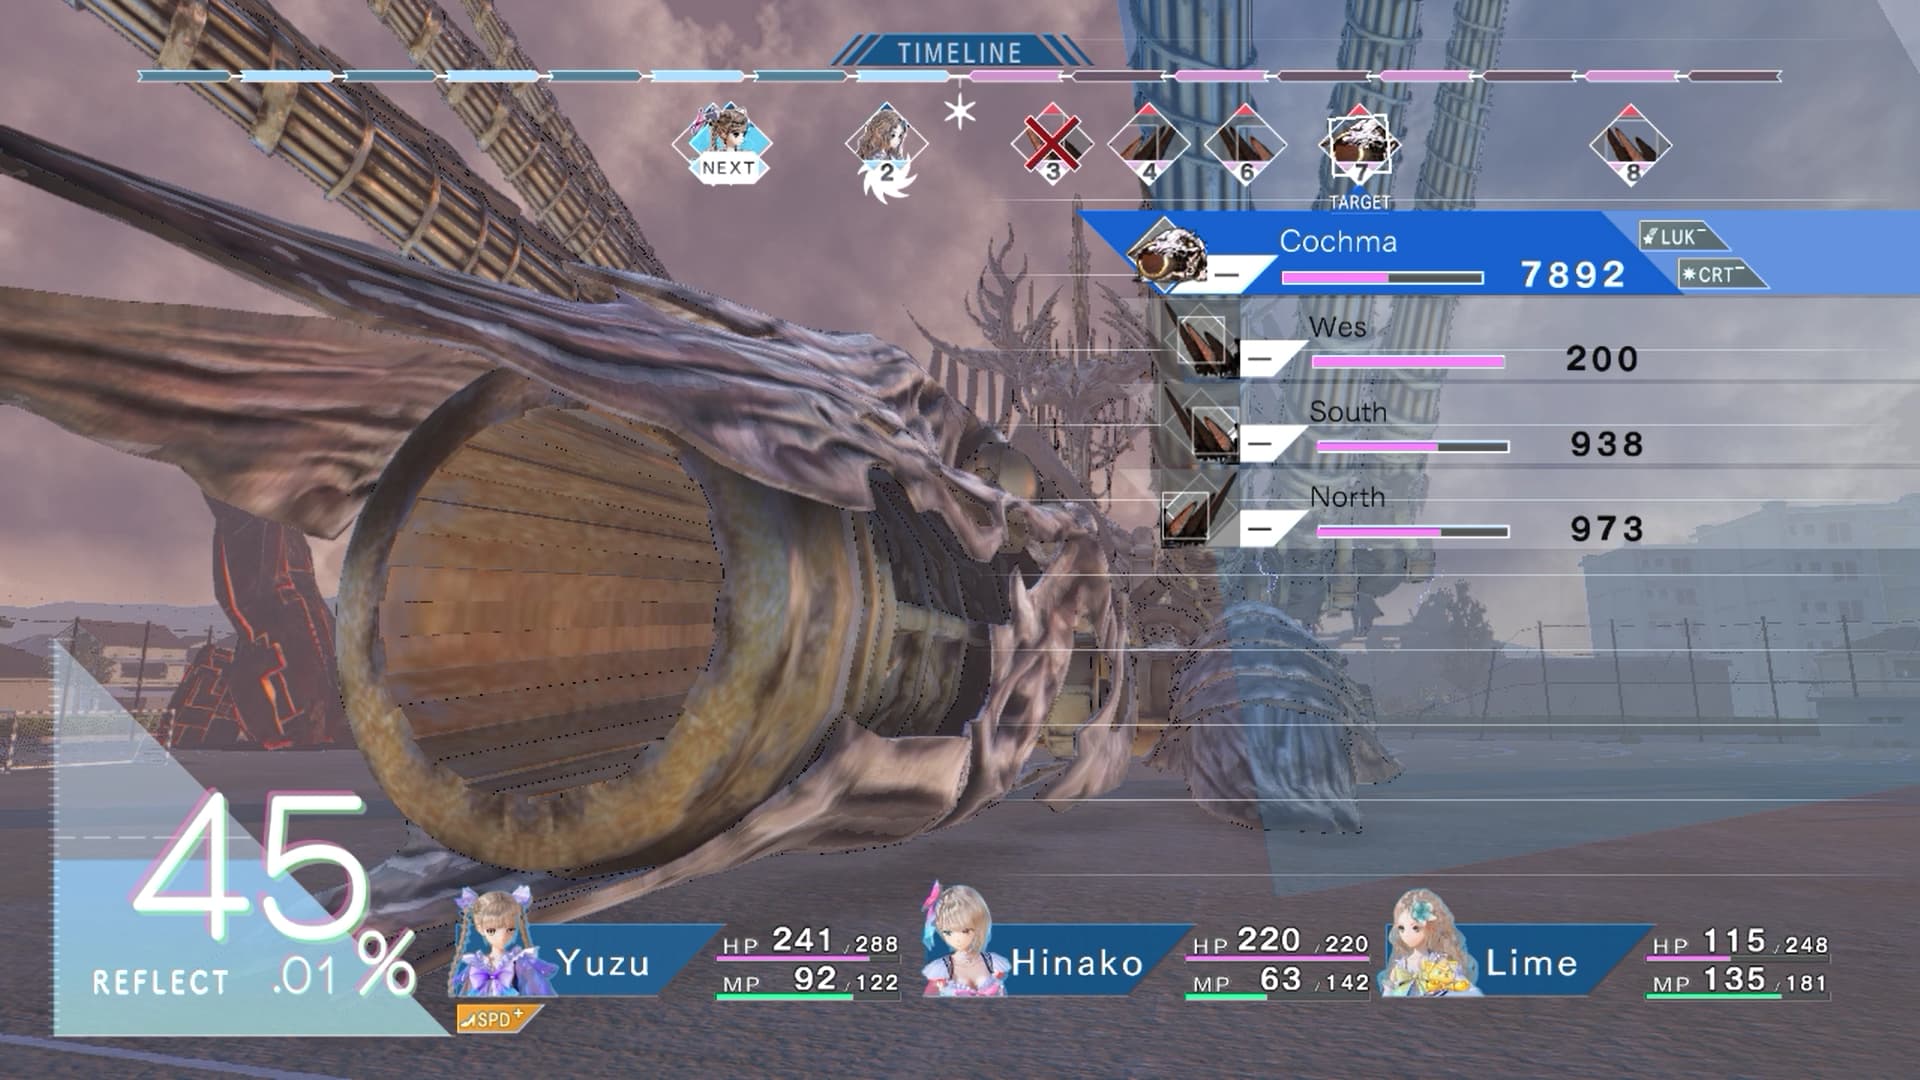 TIMELINE
NEXT
2
3
4
6
7
8
TARGET
Cochma
7892
LUK-
CRT-
Wes
200
South
938
North
973
45.01%
REFLECT
Yuzu
HP 241/288
MP 92/122
SPD+
Hinako
HP 220/220
MP 63/142
Lime
HP 115/248
MP 135/181